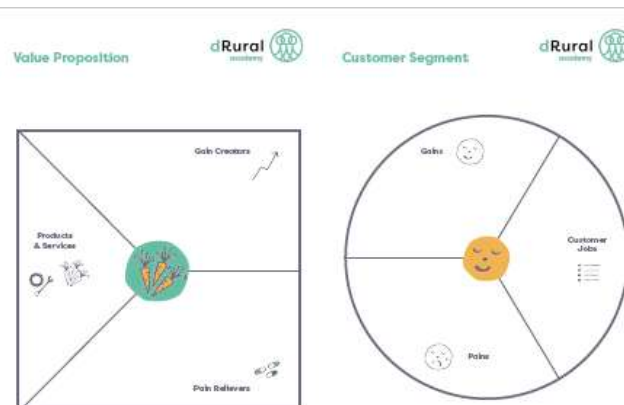 Value Proposition
dRural
academy
Gain Creators
Products
& Services
Pain Relievers
Customer Segment
dRural
academy
Gains
Customer
Jobs
Pains